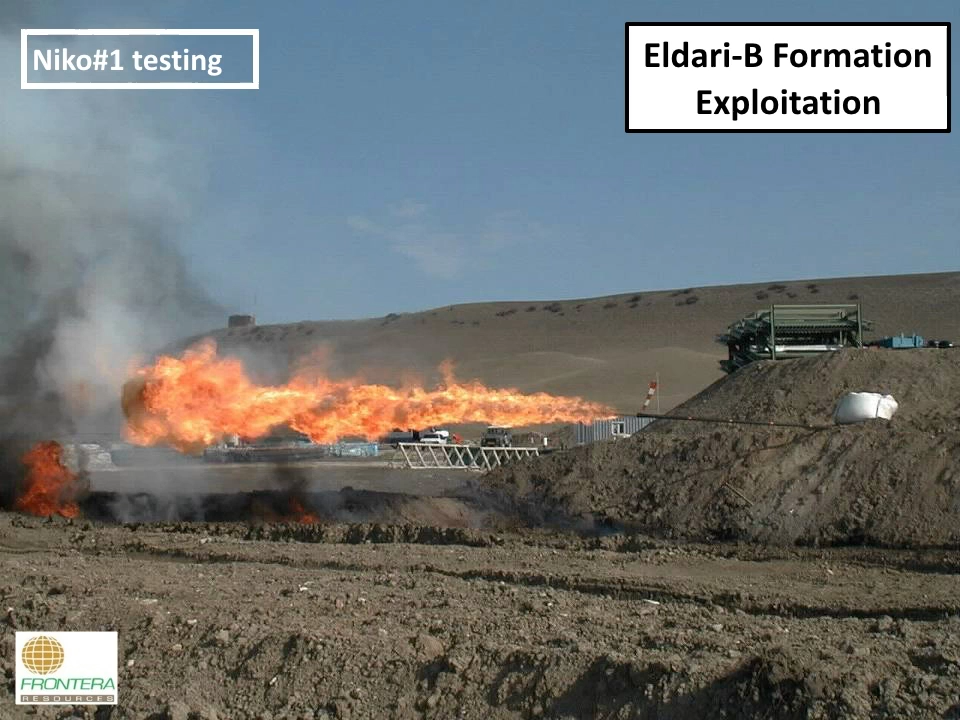 Niko#1 testing
Eldari-B Formation
Exploitation
FRONTERA
RESOURCES